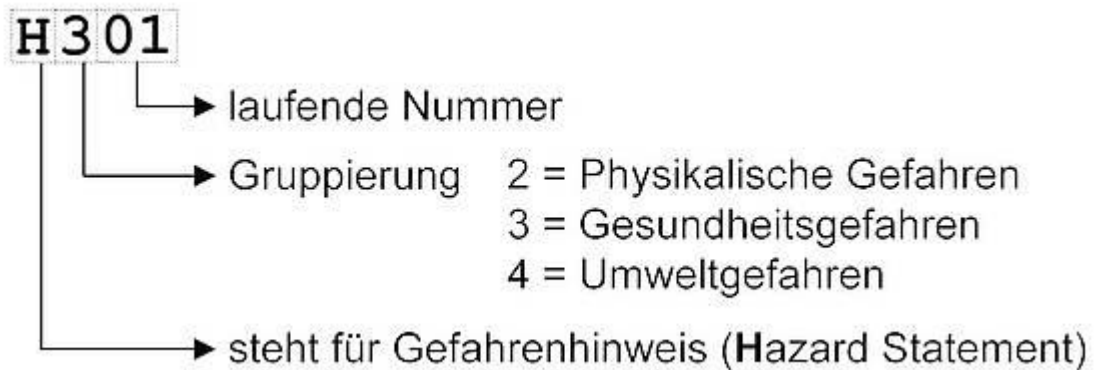 H301
laufende Nummer
Gruppierung 2 = Physikalische Gefahren
3 = Gesundheitsgefahren
4 = Umweltgefahren
steht für Gefahrenhinweis (Hazard Statement)